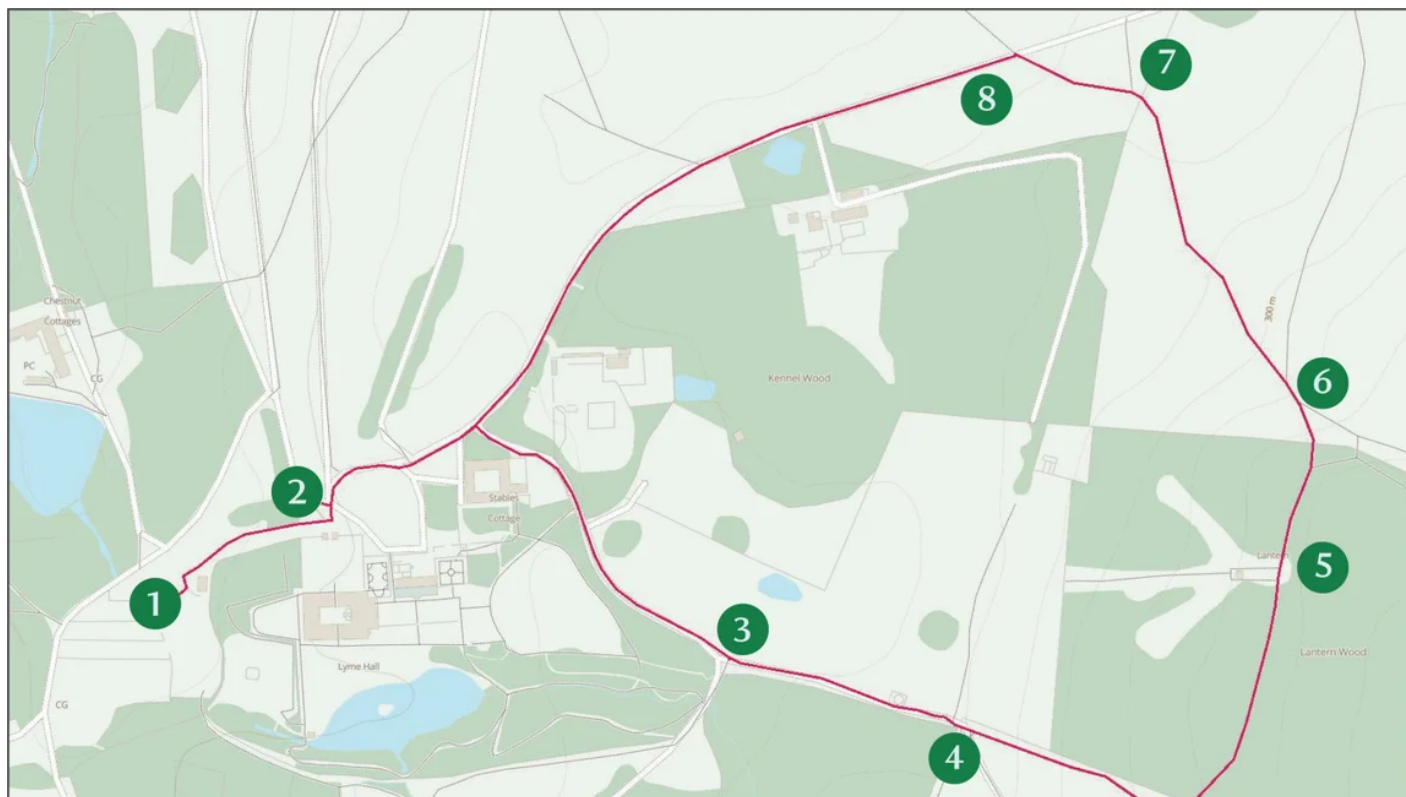 7
8
Chestnut
Cottages
300 m
PC
CG
Kennel Wood
6
2
Stables
Cottage
Lantern
5
1
3
Lantern Wood
Lyme Hall
CG
4